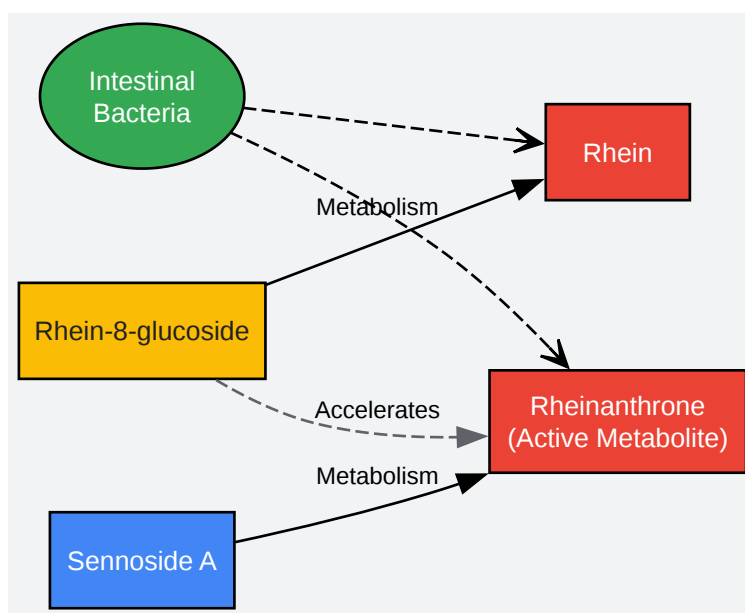 Intestinal
Bacteria
Rhein
Metabolism
Rhein-8-glucoside
Accelerates
Rheinanthrone
(Active Metabolite)
Metabolism
Sennoside A